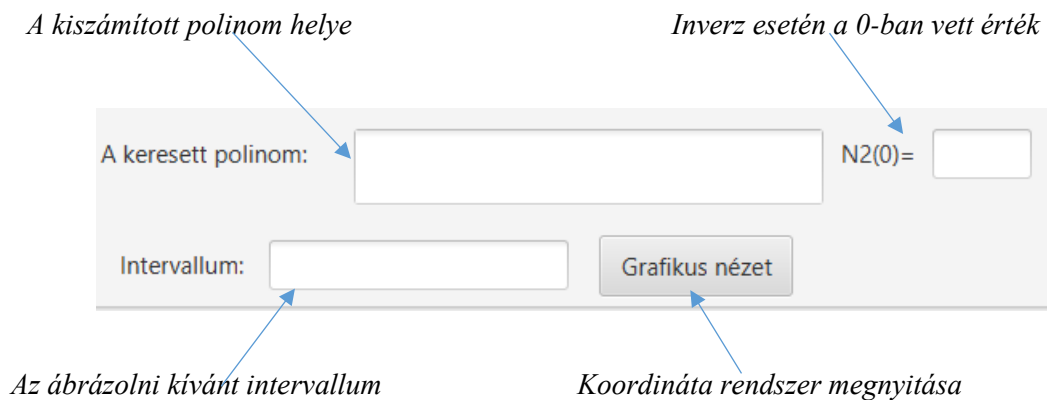 A kiszámított polinom helye
Inverz esetén a 0-ban vett érték
A keresett polinom:
N2(0)=
Intervallum:
Grafikus nézet
Az ábrázolni kívánt intervallum
Koordináta rendszer megnyitása